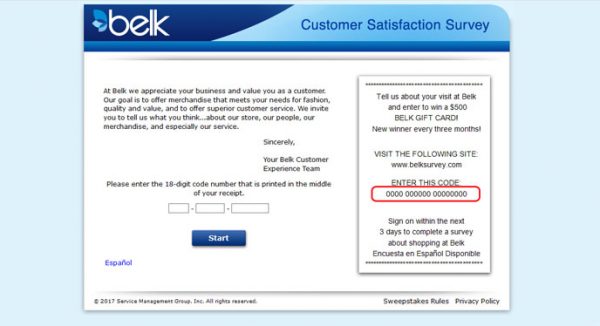 belk
Customer Satisfaction Survey
At Belk we appreciate your business and value you as a customer.
Our goal is to offer merchandise that meets your needs for fashion,
quality and value, and to offer superior customer service. We invite
you to tell us what you think...about our store, our people, our
merchandise, and especially our service.
Sincerely,
Your Belk Customer
Experience Team
Please enter the 18-digit code number that is printed in the middle
of your receipt.
- -
Start
Español
********************************************
Tell us about your visit at Belk
and enter to win a $500
BELK GIFT CARD!
New winner every three months!
VISIT THE FOLLOWING SITE:
www.belksurvey.com
ENTER THIS CODE:
0000 000000 00000000
Sign on within the next
3 days to complete a survey
about shopping at Belk
Encuesta en Español Disponible
********************************************
© 2017 Service Management Group, Inc. All rights reserved.
Sweepstakes Rules Privacy Policy